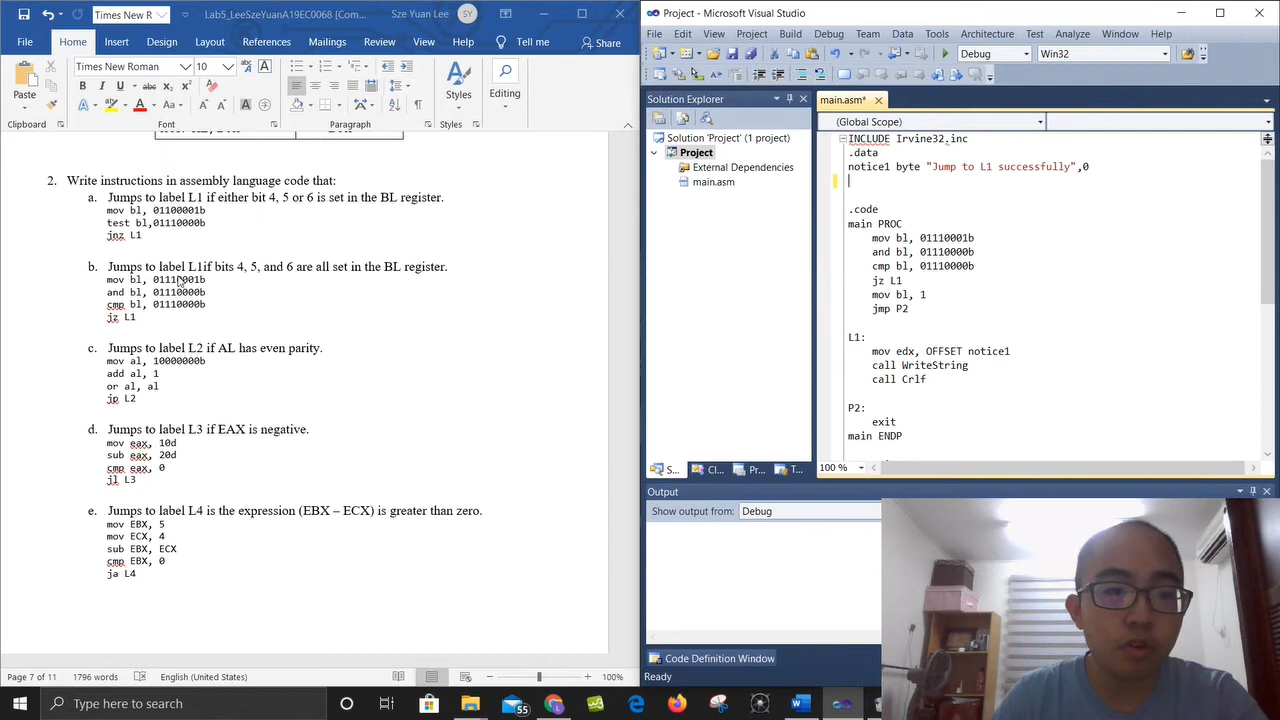 Times New R
Lab5_LeeSzeYuanA19EC0068 [Com...
Sze Yuan Lee
SY
File
Home
Insert
Design
Layout
References
Mailings
Review
View
Help
Tell me
Share
Times New Roman
10
Paste
Styles
Editing
Clipboard
Font
Paragraph
Styles
2. Write instructions in assembly language code that:
a. Jumps to label L1 if either bit 4, 5 or 6 is set in the BL register.
mov bl, 01100001b
test bl,01110000b
jnz L1
b. Jumps to label L1if bits 4, 5, and 6 are all set in the BL register.
mov bl, 01110001b
and bl, 01110000b
cmp bl, 01110000b
jz L1
c. Jumps to label L2 if AL has even parity.
mov al, 10000000b
add al, 1
or al, al
jp L2
d. Jumps to label L3 if EAX is negative.
mov eax, 10d
sub eax, 20d
cmp eax, 0
jl L3
e. Jumps to label L4 is the expression (EBX – ECX) is greater than zero.
mov EBX, 5
mov ECX, 4
sub EBX, ECX
cmp EBX, 0
ja L4
Page 7 of 11
1796 words
English (Canada)
100%
Project - Microsoft Visual Studio
File Edit View Project Build Debug Team Data Tools Architecture Test Analyze Window Help
Debug
Win32
Solution Explorer
Solution 'Project' (1 project)
Project
External Dependencies
main.asm
S...
Cl...
Pr...
T...
main.asm*
(Global Scope)
INCLUDE Irvine32.inc
.data
notice1 byte "Jump to L1 successfully",0
.code
main PROC
mov bl, 01110001b
and bl, 01110000b
cmp bl, 01110000b
jz L1
mov bl, 1
jmp P2
L1:
mov edx, OFFSET notice1
call WriteString
call Crlf
P2:
exit
main ENDP
100 %
Output
Show output from:
Debug
Code Definition Window
Ready
Type here to search
55